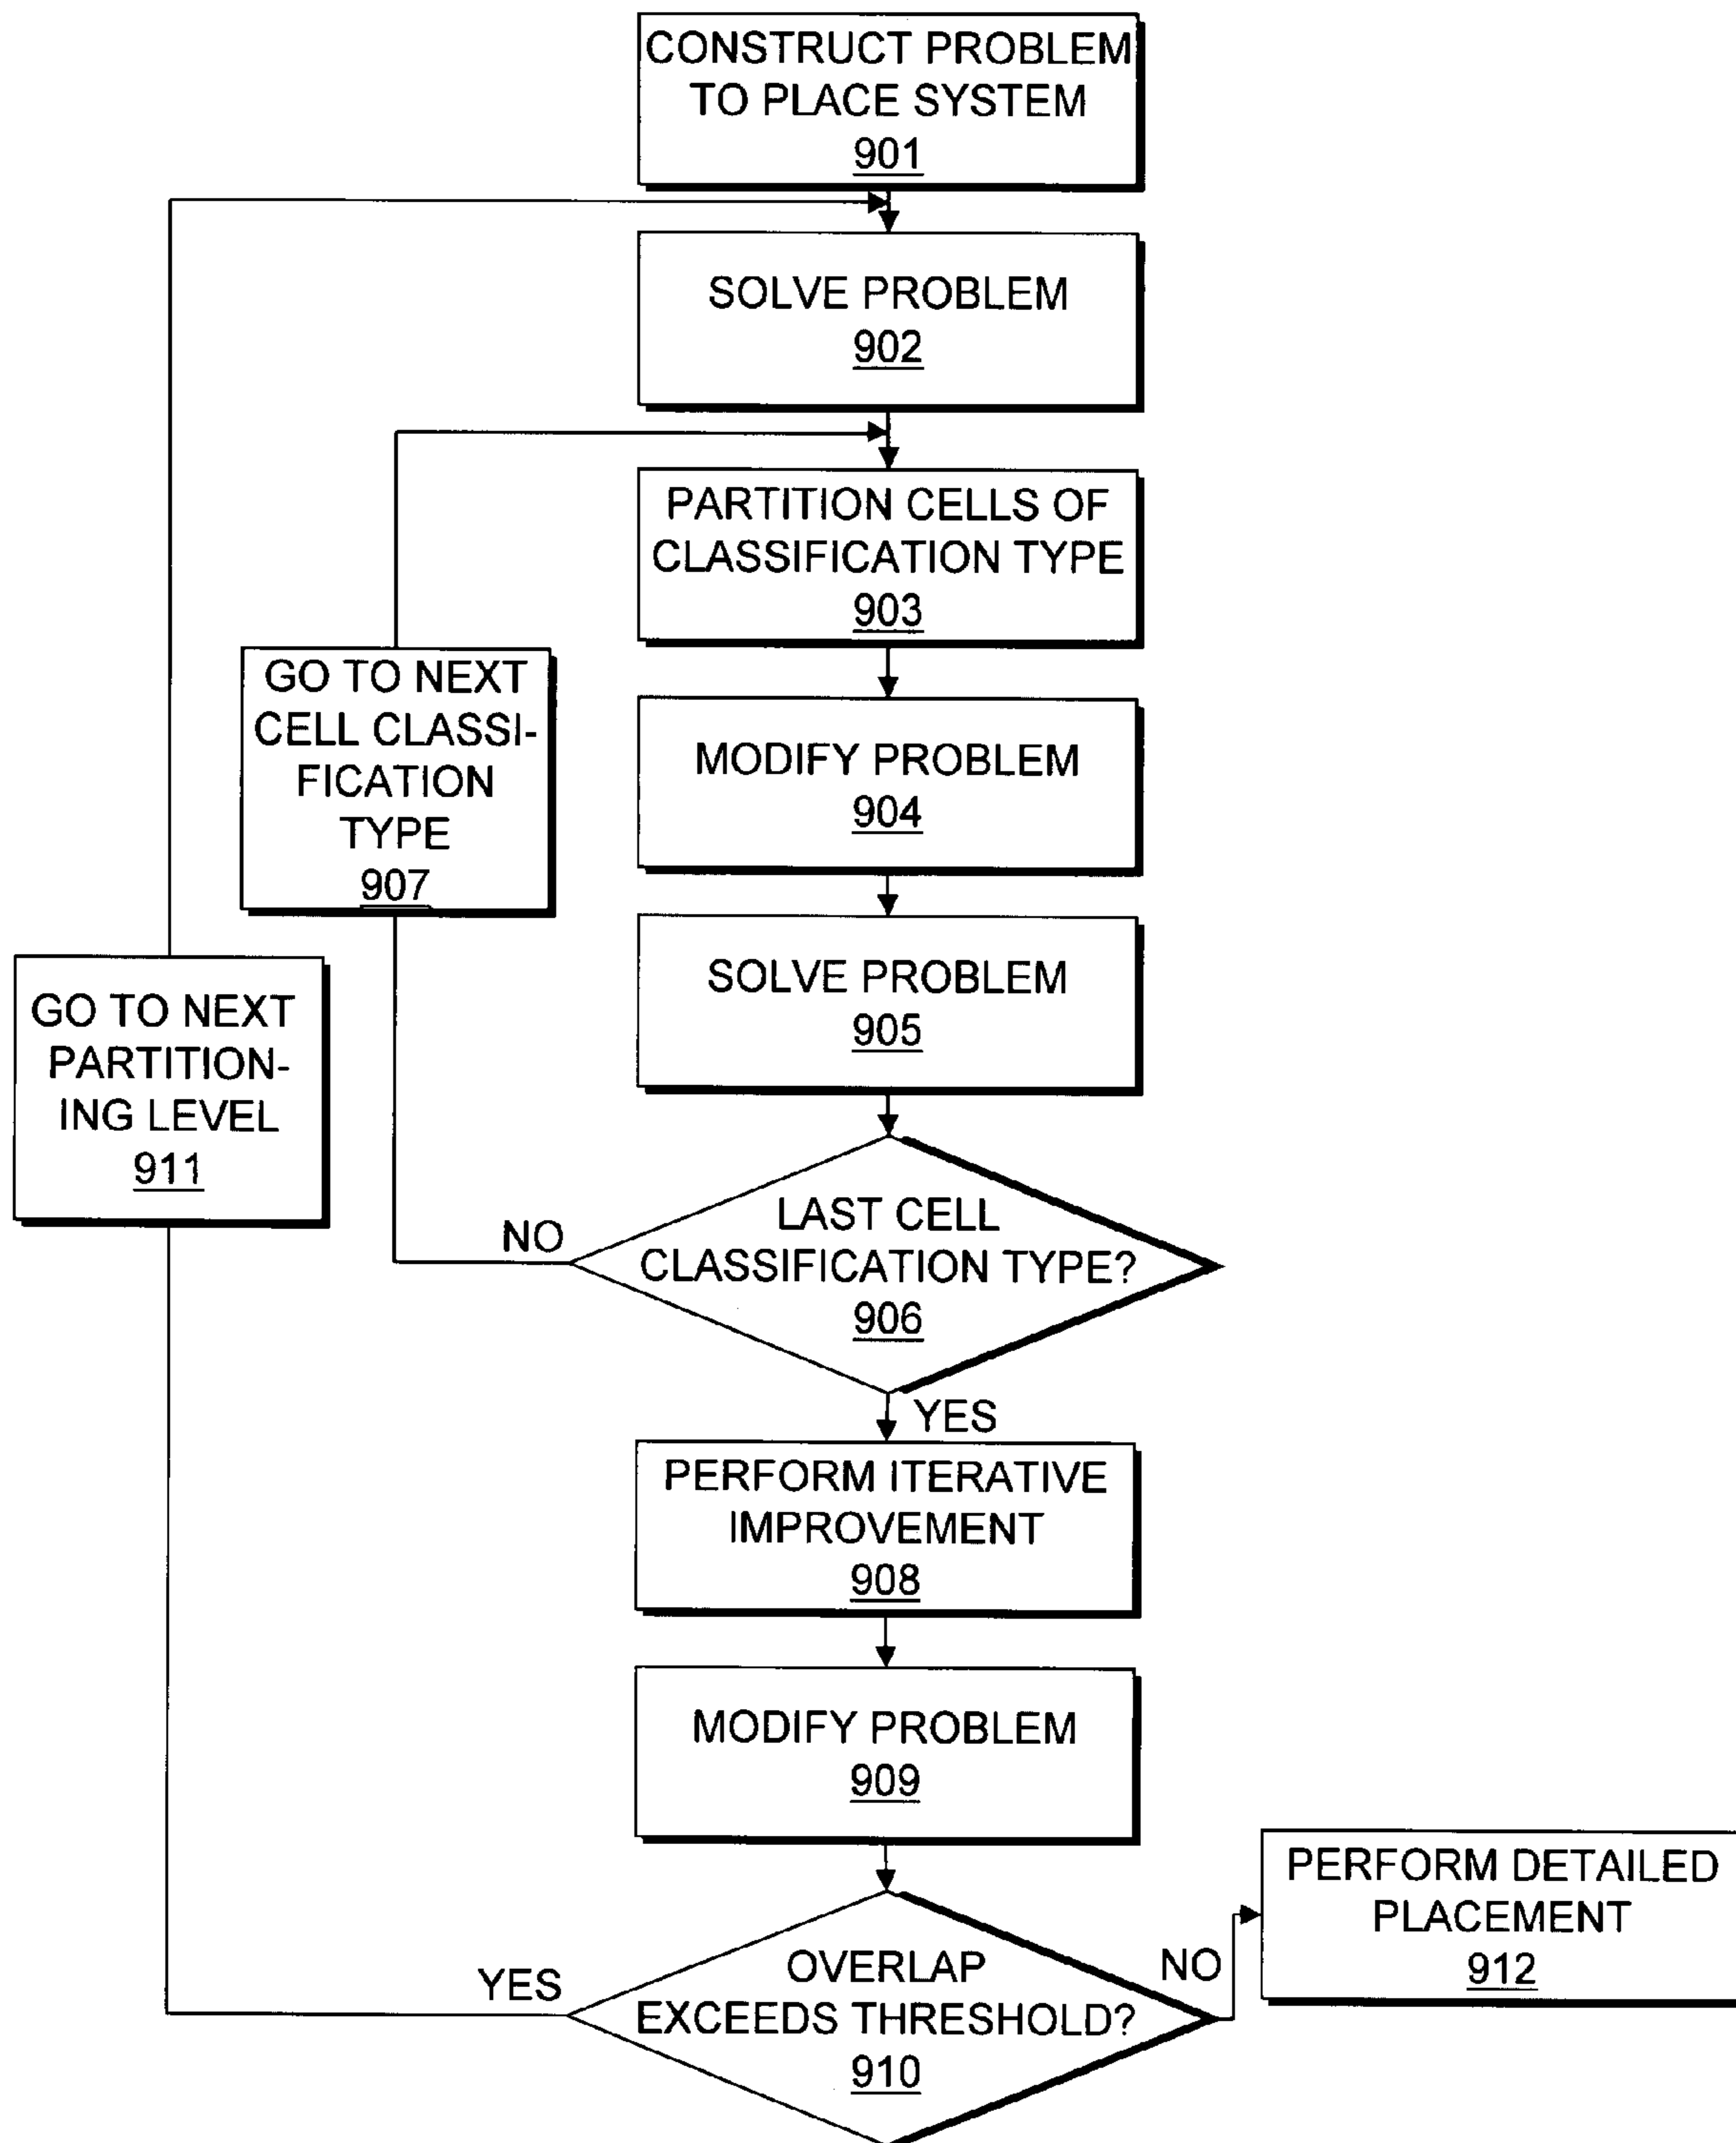 CONSTRUCT PROBLEM
TO PLACE SYSTEM
901
SOLVE PROBLEM
902
PARTITION CELLS OF
CLASSIFICATION TYPE
903
GO TO NEXT
CELL CLASSI-
FICATION
TYPE
907
MODIFY PROBLEM
904
SOLVE PROBLEM
905
GO TO NEXT
PARTITION-
ING LEVEL
911
LAST CELL
CLASSIFICATION TYPE?
906
NO
YES
PERFORM ITERATIVE
IMPROVEMENT
908
MODIFY PROBLEM
909
OVERLAP
EXCEEDS THRESHOLD?
910
YES
NO
PERFORM DETAILED
PLACEMENT
912